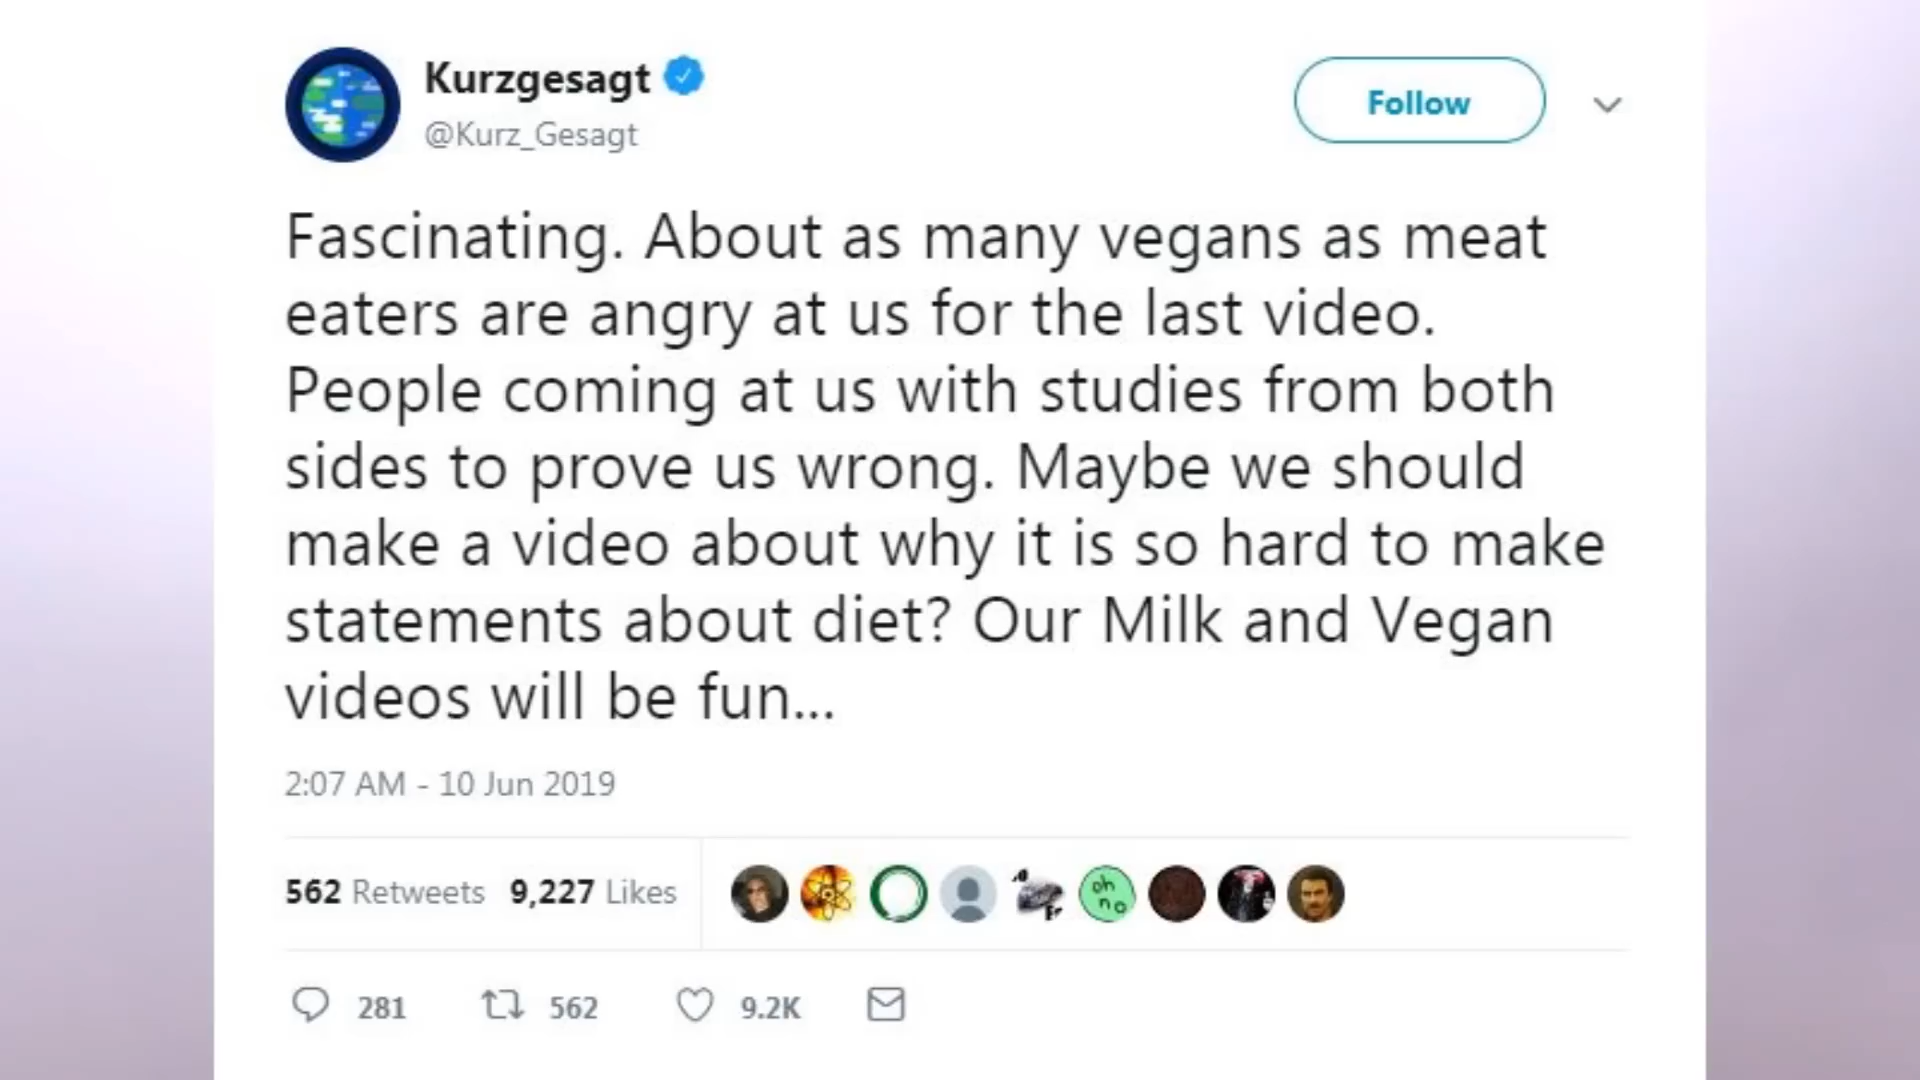 Kurzgesagt
@Kurz_Gesagt
Follow
Fascinating. About as many vegans as meat
eaters are angry at us for the last video.
People coming at us with studies from both
sides to prove us wrong. Maybe we should
make a video about why it is so hard to make
statements about diet? Our Milk and Vegan
videos will be fun...
2:07 AM - 10 Jun 2019
562 Retweets 9,227 Likes
oh
no
281 562 9.2K